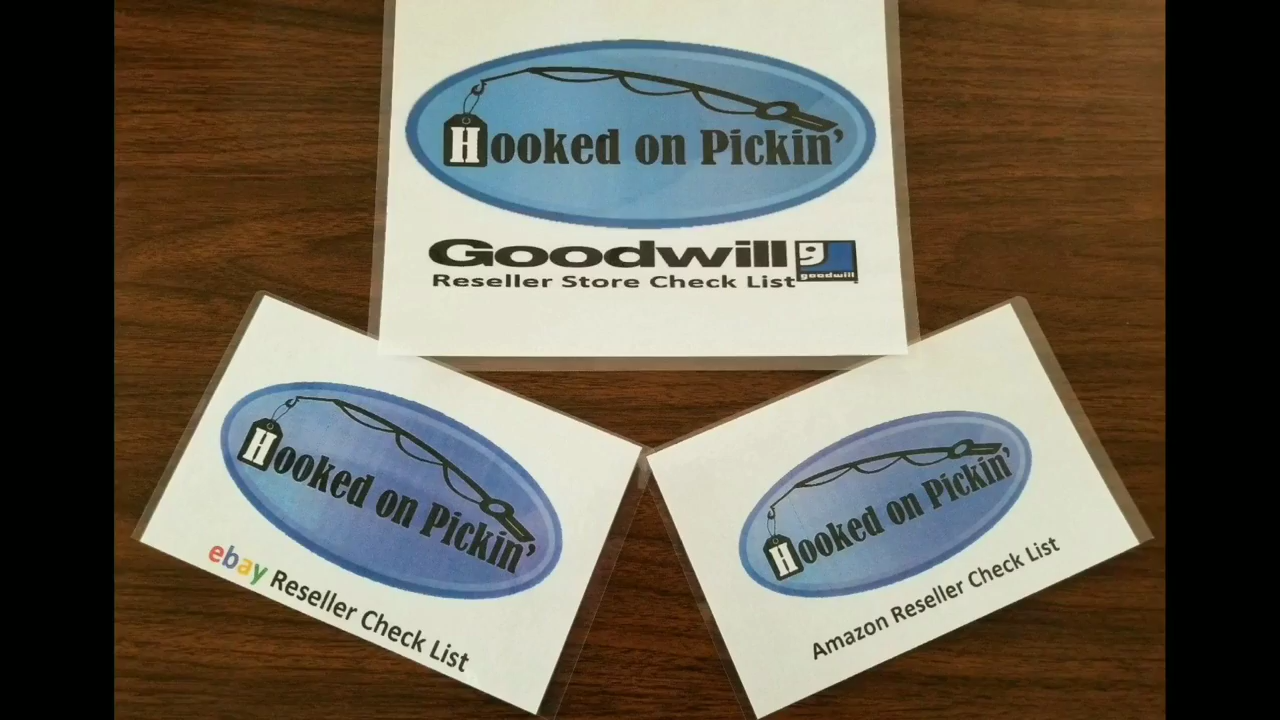 Hooked on Pickin'
Goodwill
g
goodwill
Reseller Store Check List
Hooked on Pickin'
ebay Reseller Check List
Hooked on Pickin'
Amazon Reseller Check List